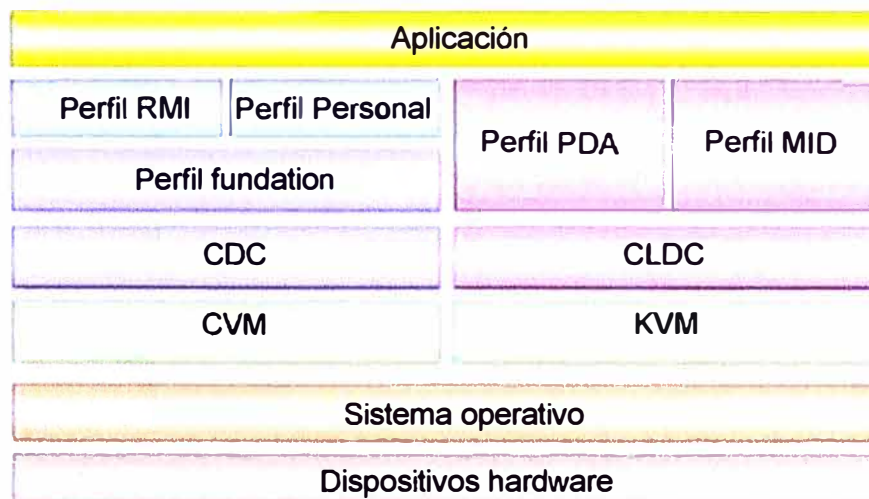 Aplicación
Perfil RMI
Perfil Personal
Perfil PDA
Perfil MID
Perfil fundation
CDC
CLDC
CVM
KVM
Sistema operativo
Dispositivos hardware